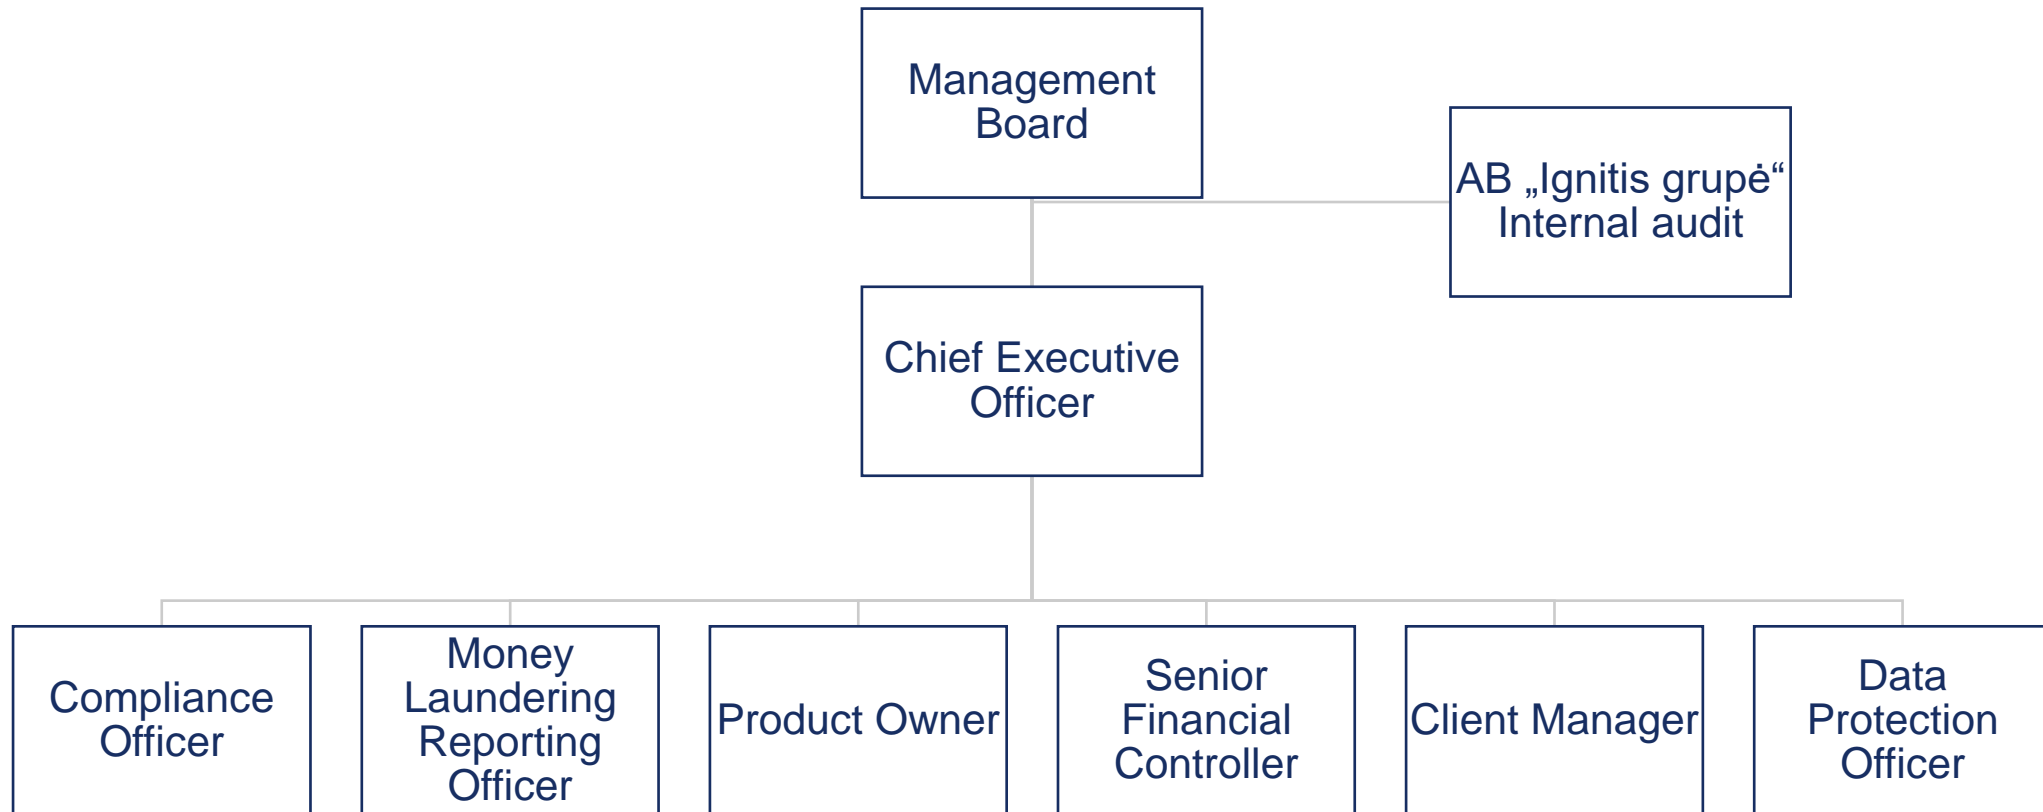 Management
Board
AB „Ignitis grupė“
Internal audit
Chief Executive
Officer
Compliance
Officer
Money
Laundering
Reporting
Officer
Product Owner
Senior
Financial
Controller
Client Manager
Data
Protection
Officer